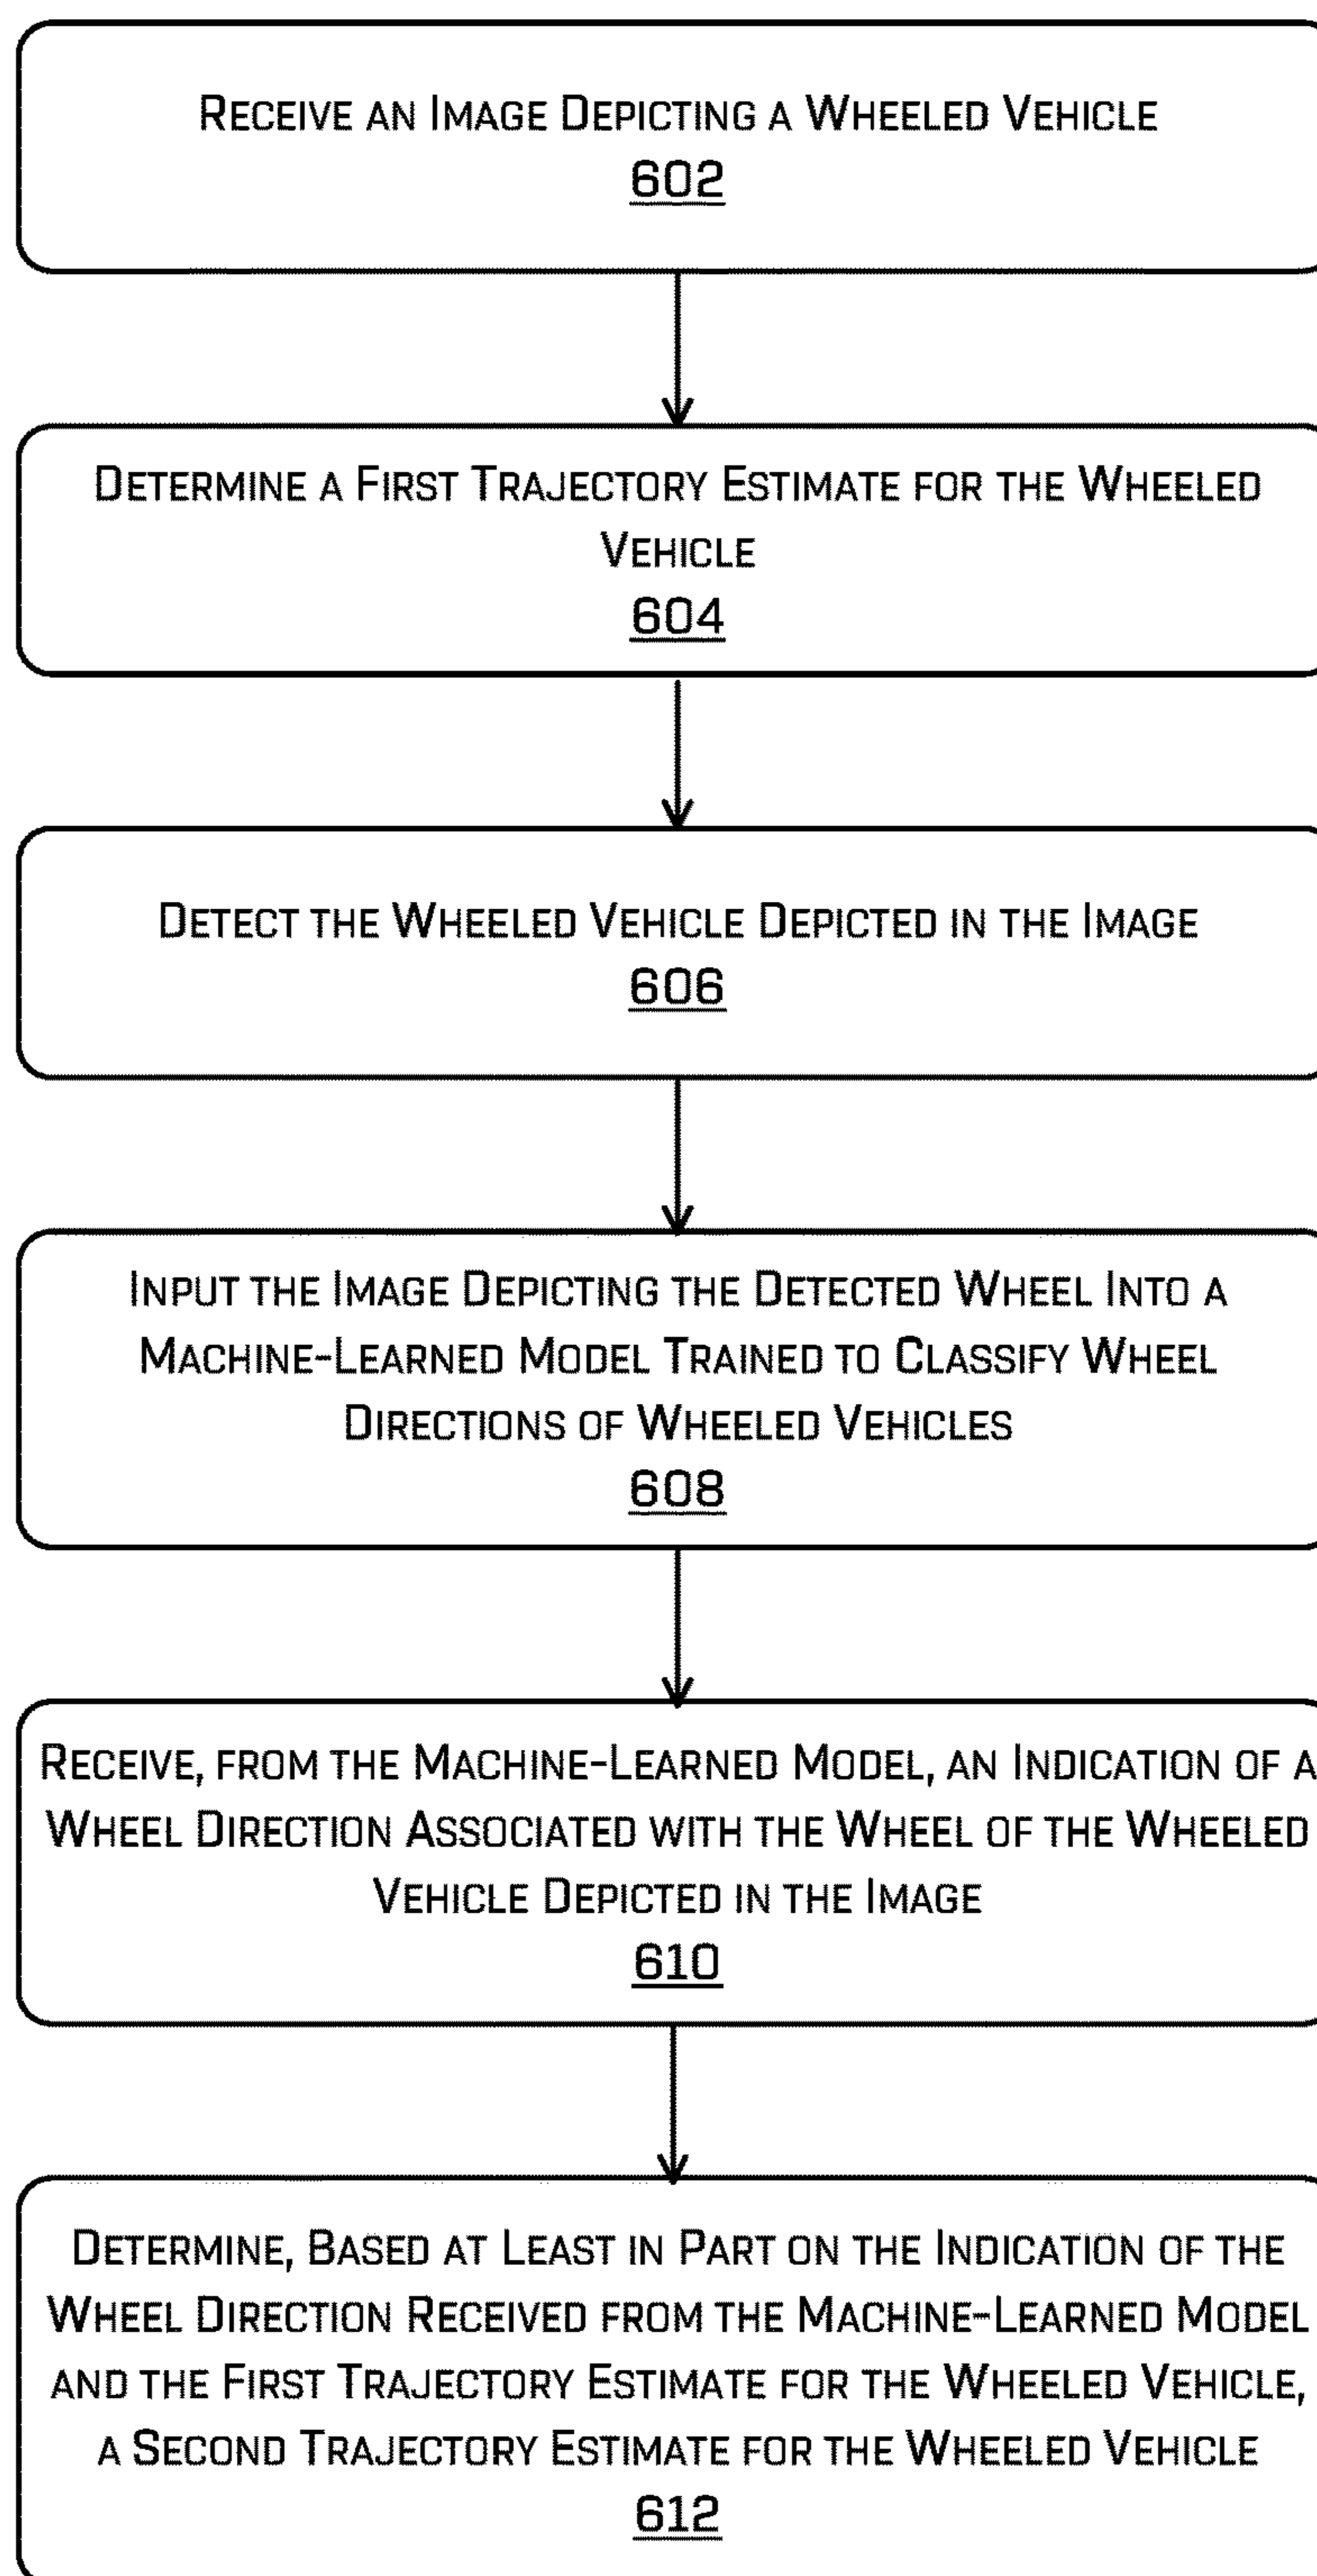 Receive an Image Depicting a Wheeled Vehicle
602
Determine a First Trajectory Estimate for the Wheeled
Vehicle
604
Detect the Wheeled Vehicle Depicted in the Image
606
Input the Image Depicting the Detected Wheel Into a
Machine-Learned Model Trained to Classify Wheel
Directions of Wheeled Vehicles
608
Receive, from the Machine-Learned Model, an Indication of a
Wheel Direction Associated with the Wheel of the Wheeled
Vehicle Depicted in the Image
610
Determine, Based at Least in Part on the Indication of the
Wheel Direction Received from the Machine-Learned Model
and the First Trajectory Estimate for the Wheeled Vehicle,
a Second Trajectory Estimate for the Wheeled Vehicle
612